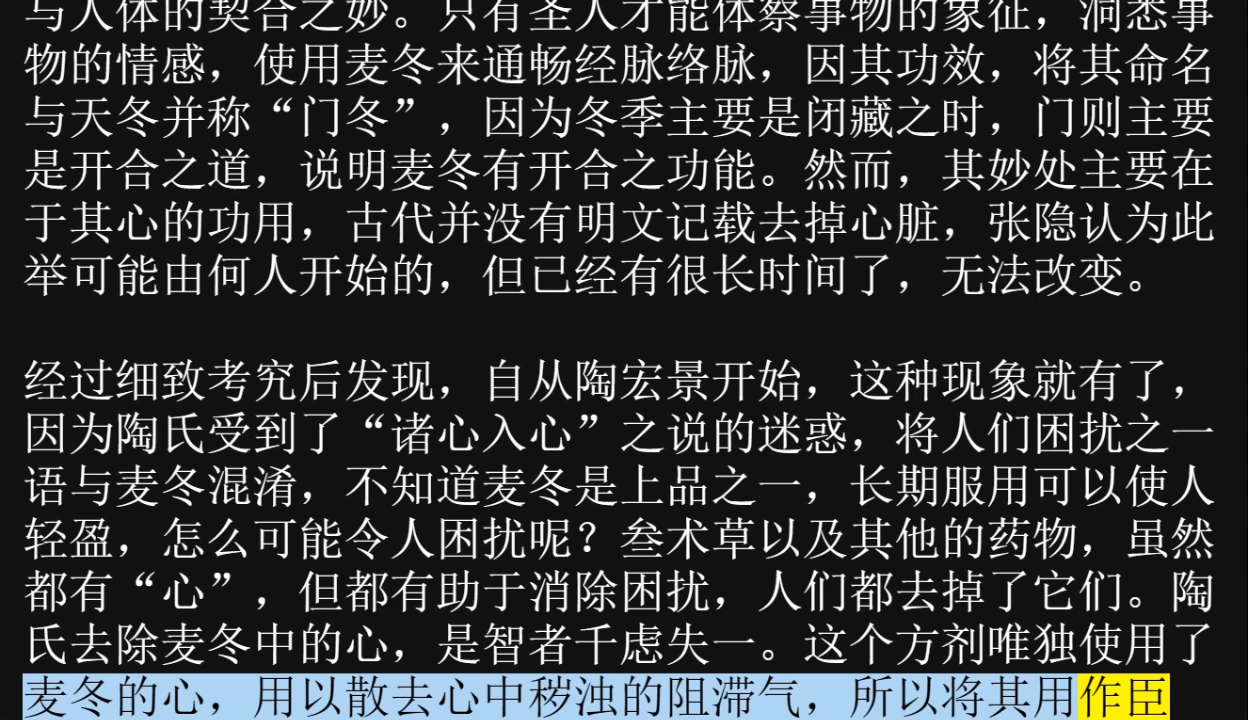 与人体的契合之妙。只有圣人才能体察事物的象征，洞悉事
物的情感，使用麦冬来通畅经脉络脉，因其功效，将其命名
与天冬并称“门冬”，因为冬季主要是闭藏之时，门则主要
是开合之道，说明麦冬有开合之功能。然而，其妙处主要在
于其心的功用，古代并没有明文记载去掉心脏，张隐认为此
举可能由何人开始的，但已经有很长时间了，无法改变。
经过细致考究后发现，自从陶宏景开始，这种现象就有了，
因为陶氏受到了“诸心入心”之说的迷惑，将人们困扰之一
语与麦冬混淆，不知道麦冬是上品之一，长期服用可以使人
轻盈，怎么可能令人困扰呢？叁术草以及其他的药物，虽然
都有“心”，但都有助于消除困扰，人们都去掉了它们。陶
氏去除麦冬中的心，是智者千虑失一。这个方剂唯独使用了
麦冬的心，用以散去心中秽浊的阻滞气，所以将其用作臣